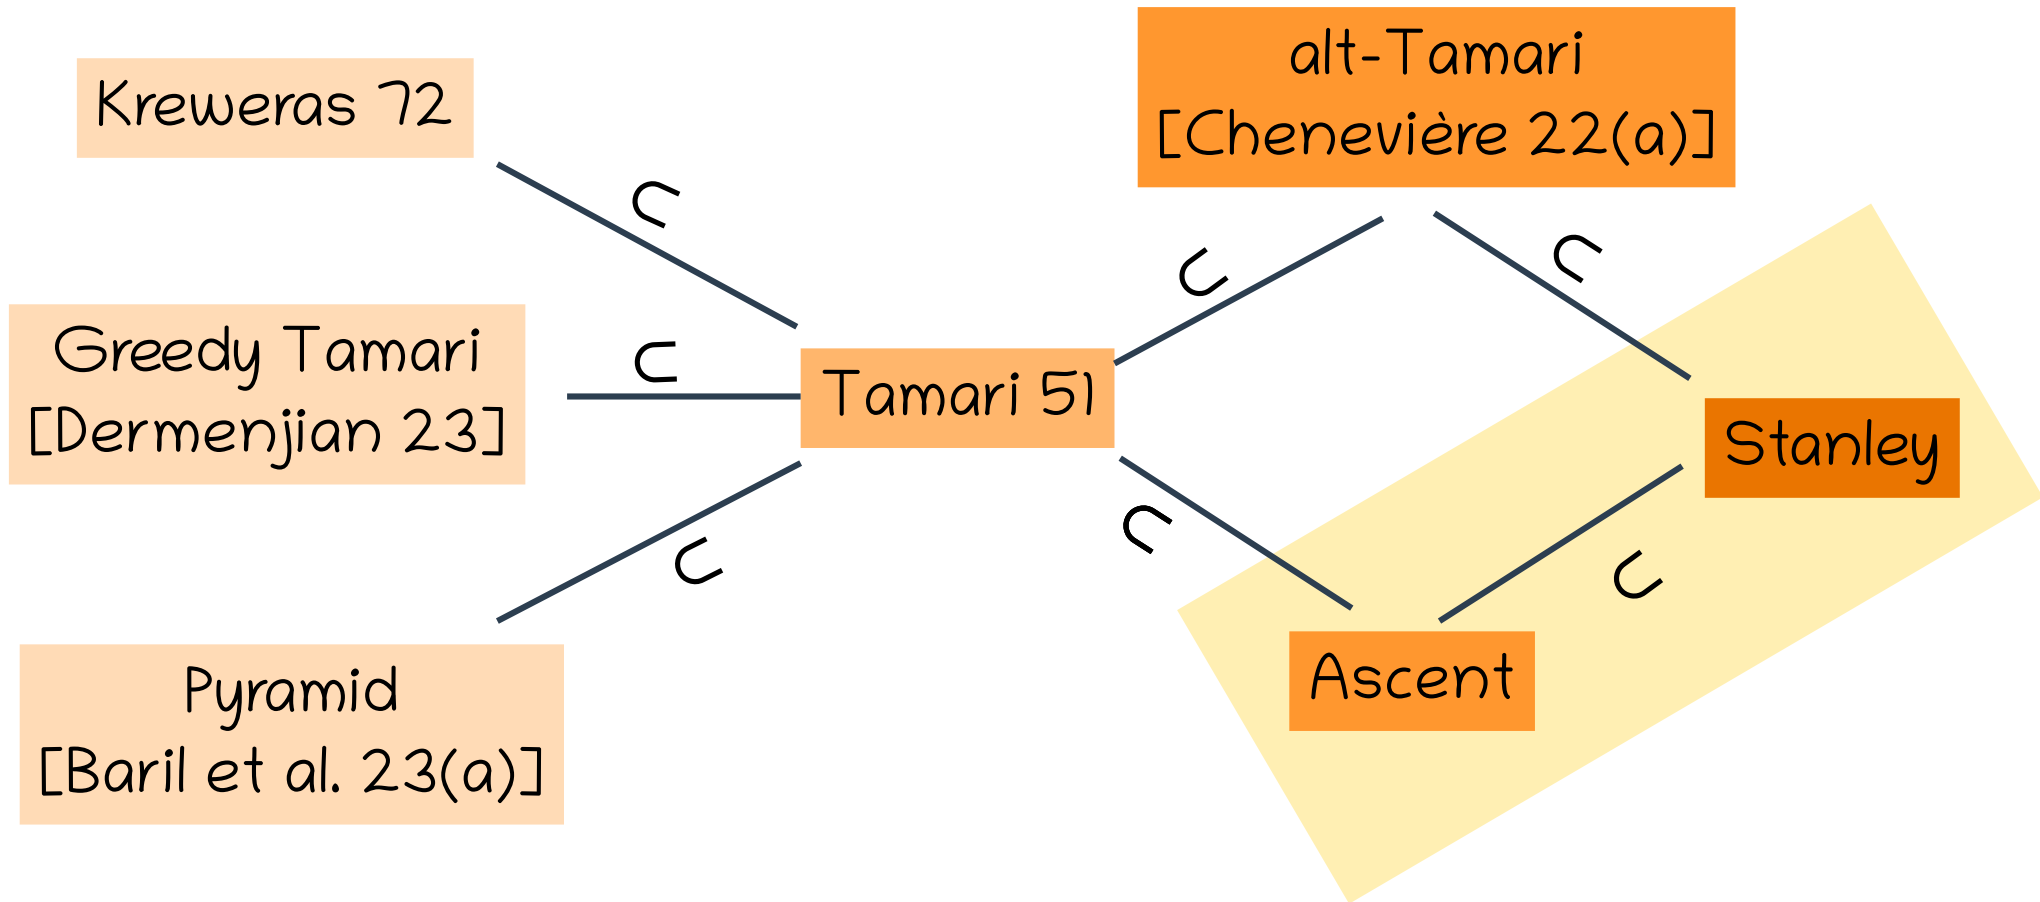 Kreweras 72
⊂
Greedy Tamari
[Dermenjian 23]
⊂
Pyramid
[Baril et al. 23(a)]
⊂
Tamari 51
alt-Tamari
[Chenevière 22(a)]
⊂
⊂
⊂
Stanley
⊂
Ascent